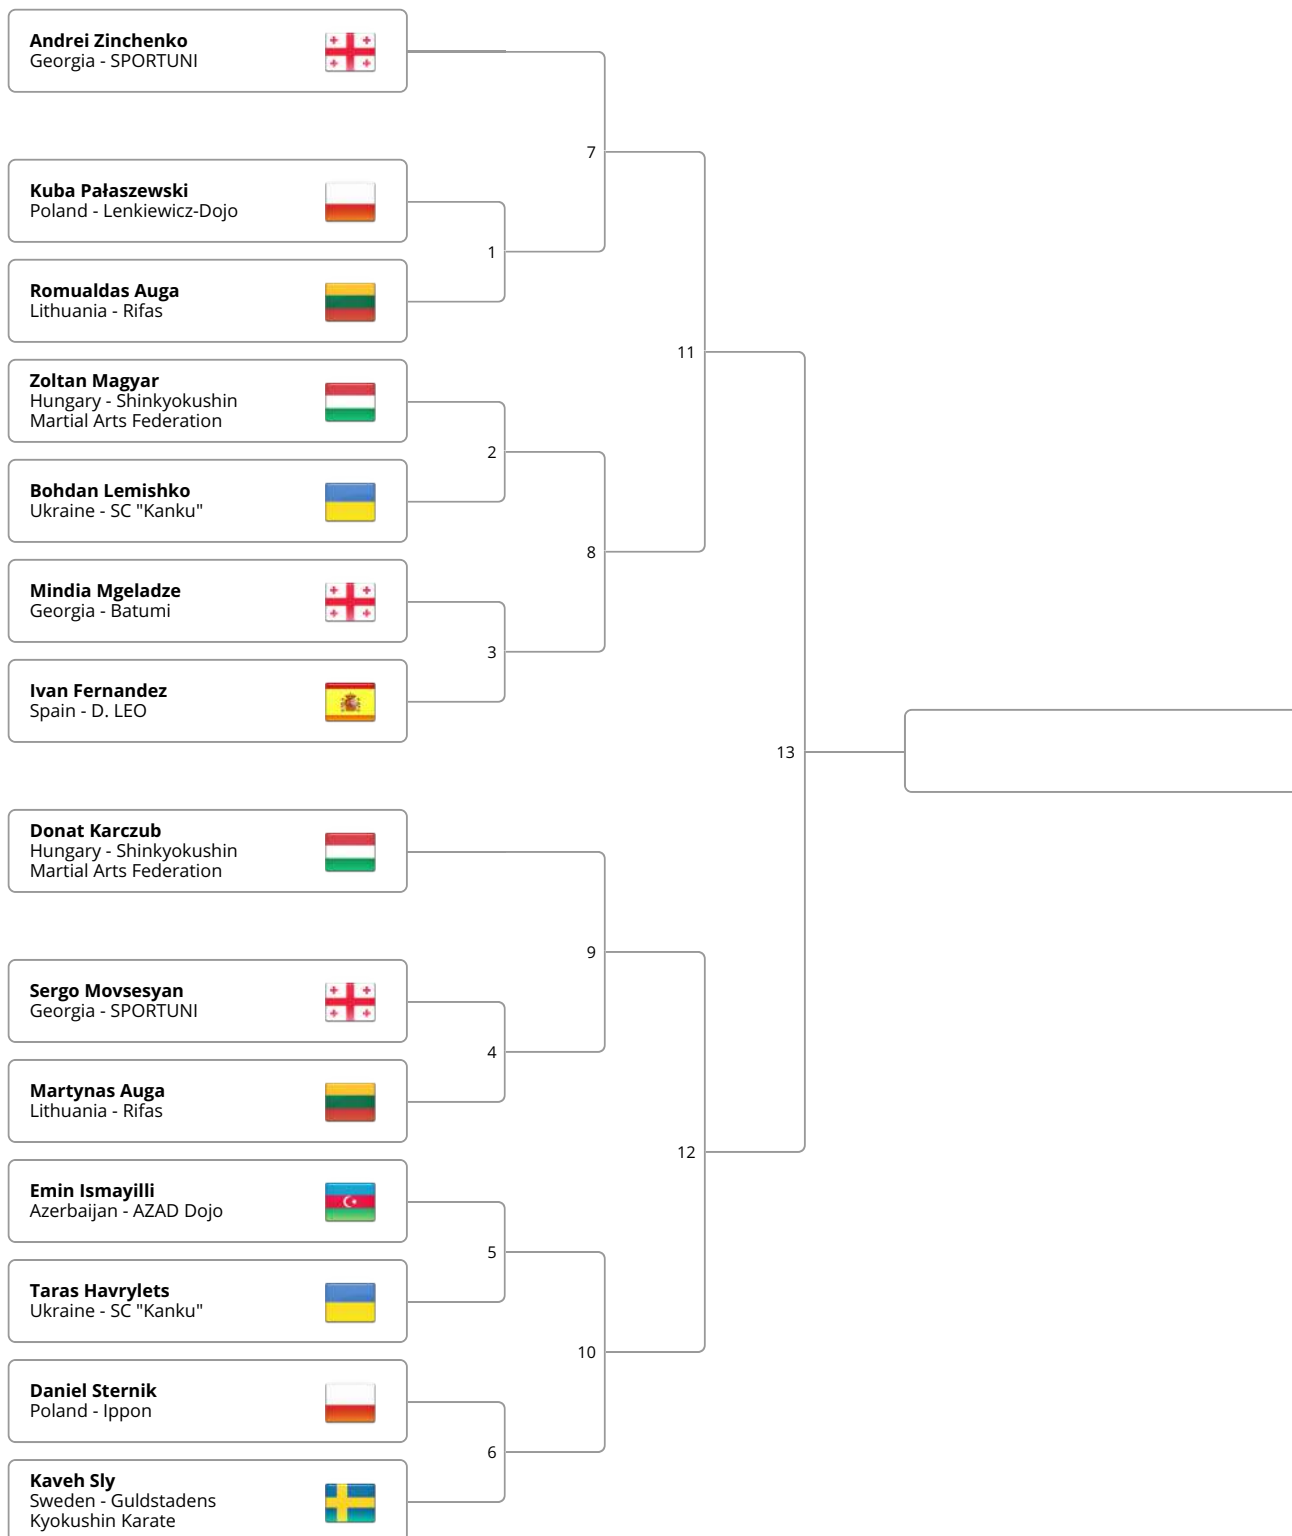 Andrei Zinchenko
Georgia - SPORTUNI
7
Kuba Pałaszewski
Poland - Lenkiewicz-Dojo
1
Romualdas Auga
Lithuania - Rifas
11
Zoltan Magyar
Hungary - Shinkyokushin
Martial Arts Federation
2
Bohdan Lemishko
Ukraine - SC "Kanku"
8
Mindia Mgeladze
Georgia - Batumi
3
Ivan Fernandez
Spain - D. LEO
13
Donat Karczub
Hungary - Shinkyokushin
Martial Arts Federation
9
Sergo Movsesyan
Georgia - SPORTUNI
4
Martynas Auga
Lithuania - Rifas
12
Emin Ismayilli
Azerbaijan - AZAD Dojo
5
Taras Havrylets
Ukraine - SC "Kanku"
10
Daniel Sternik
Poland - Ippon
6
Kaveh Sly
Sweden - Guldstadens
Kyokushin Karate